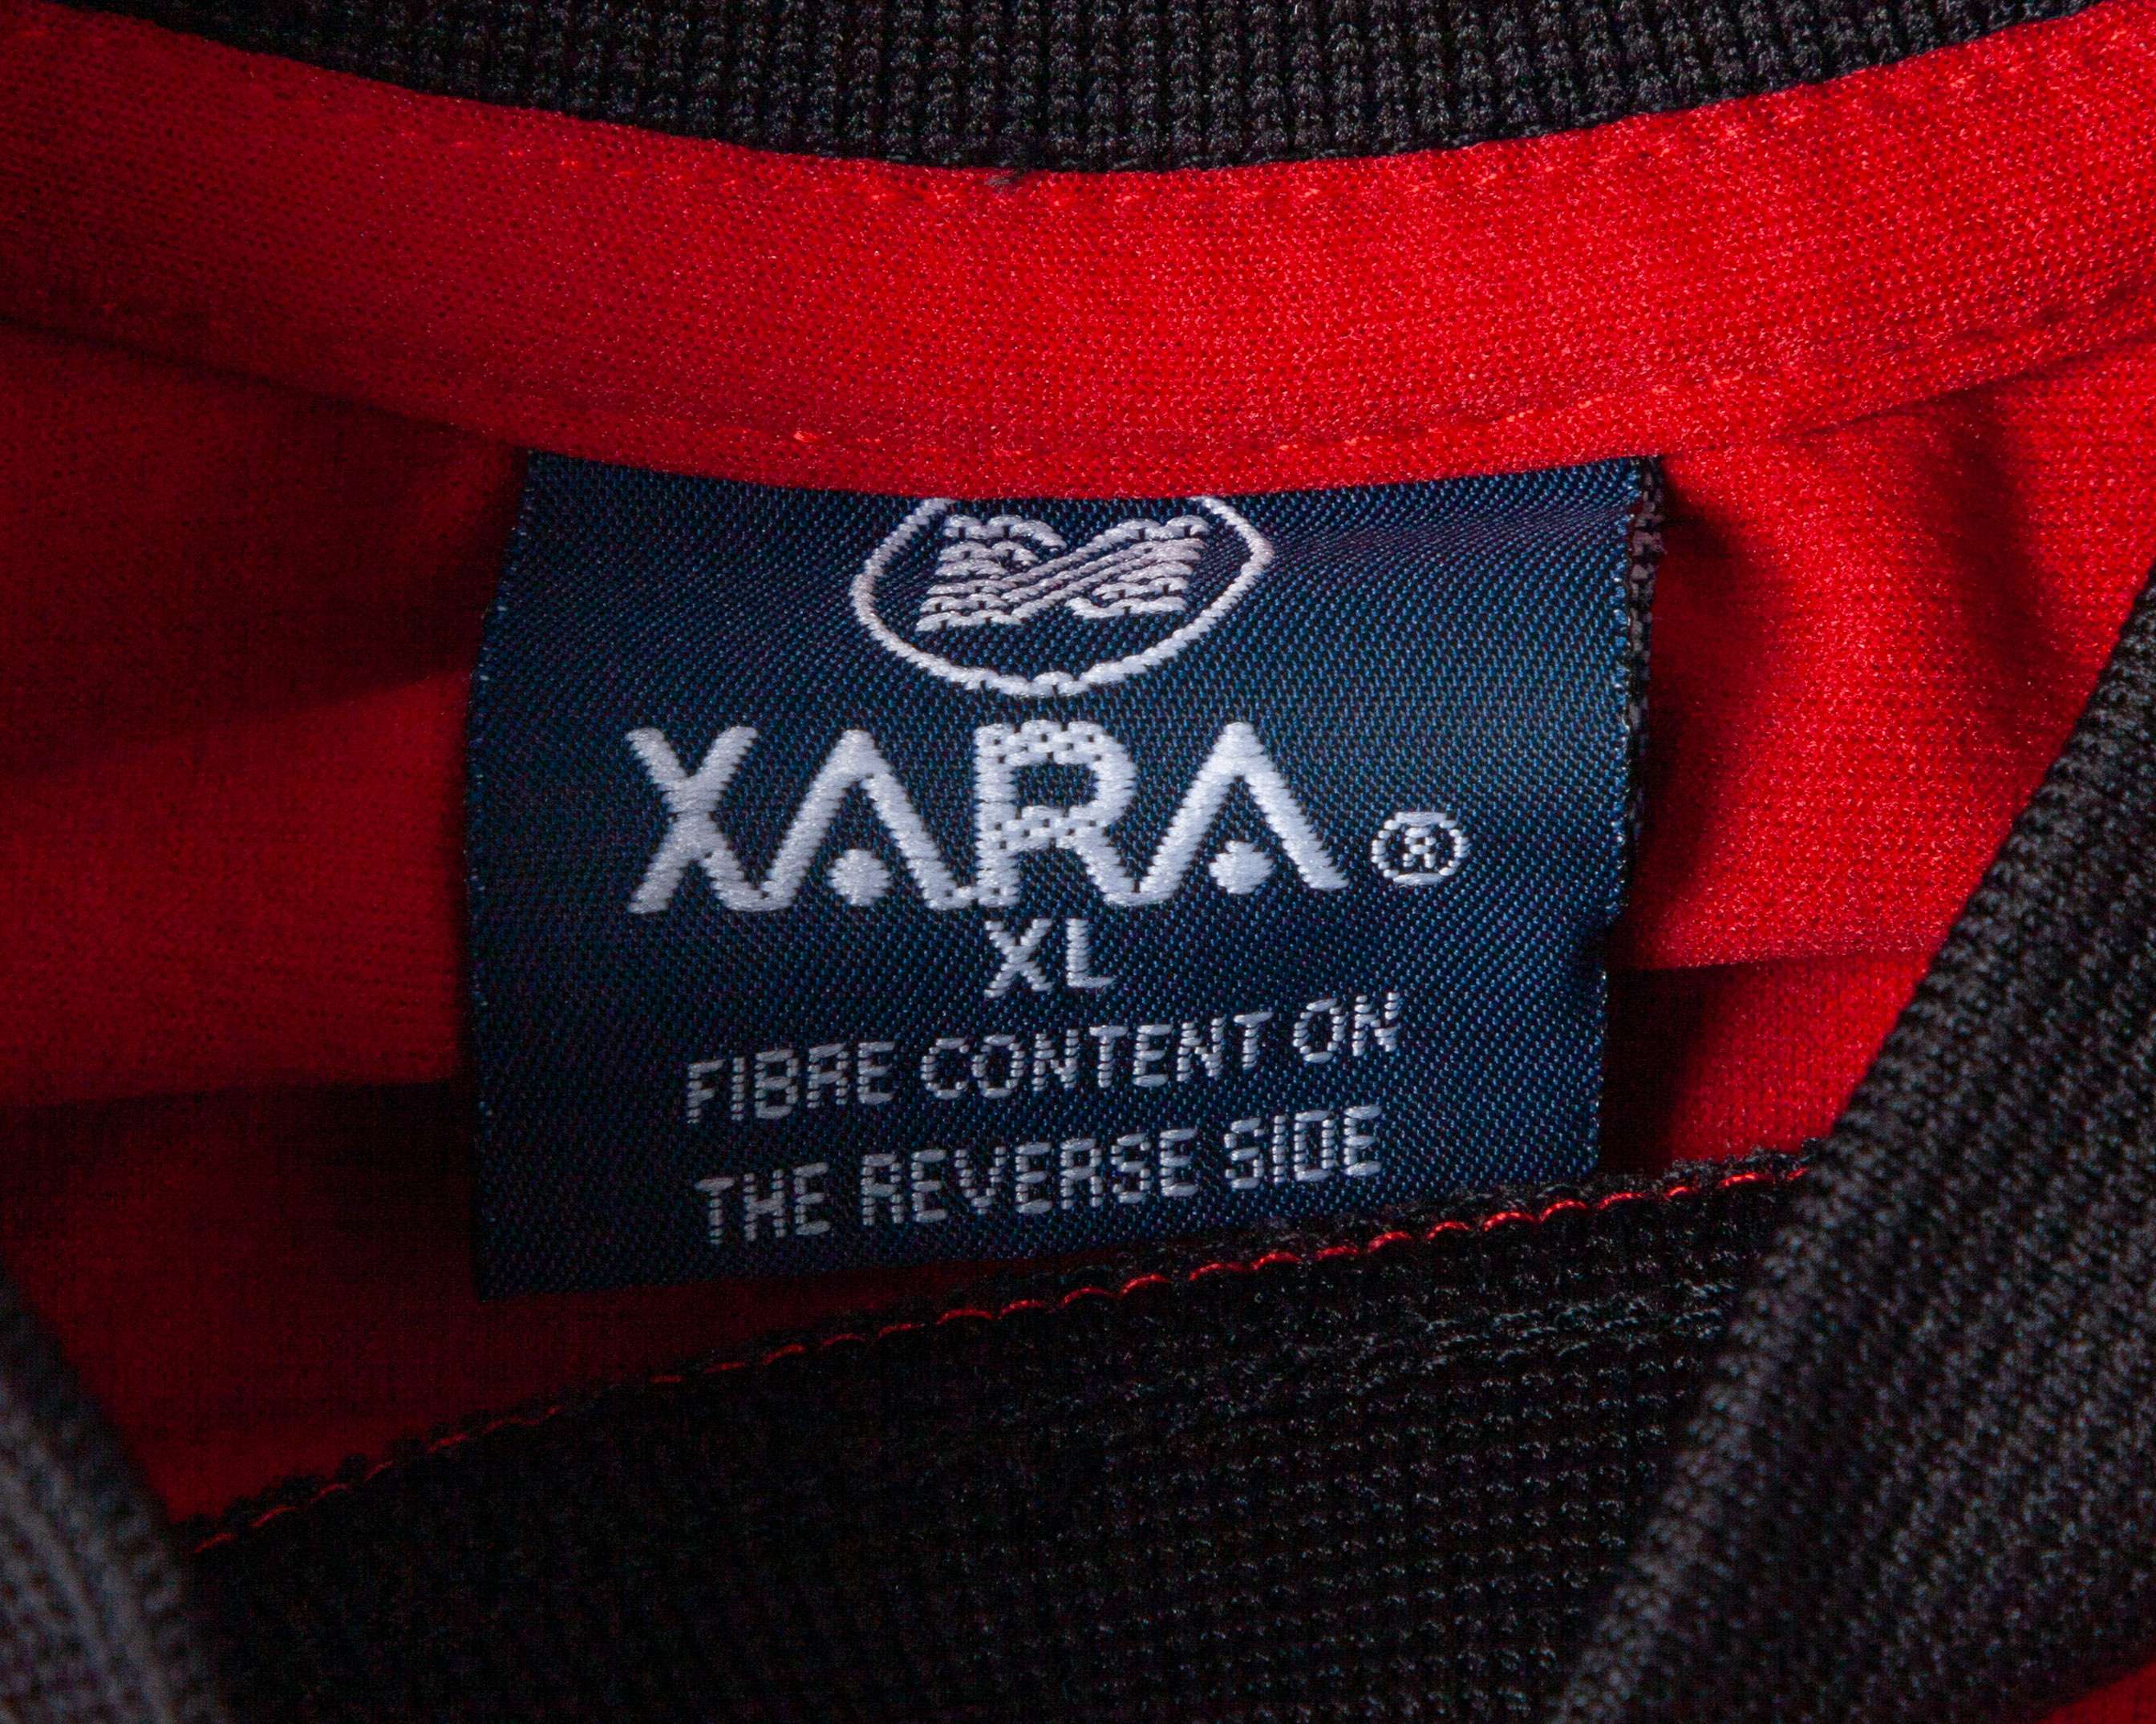 XARA®
XL
FIBRE CONTENT ON
THE REVERSE SIDE